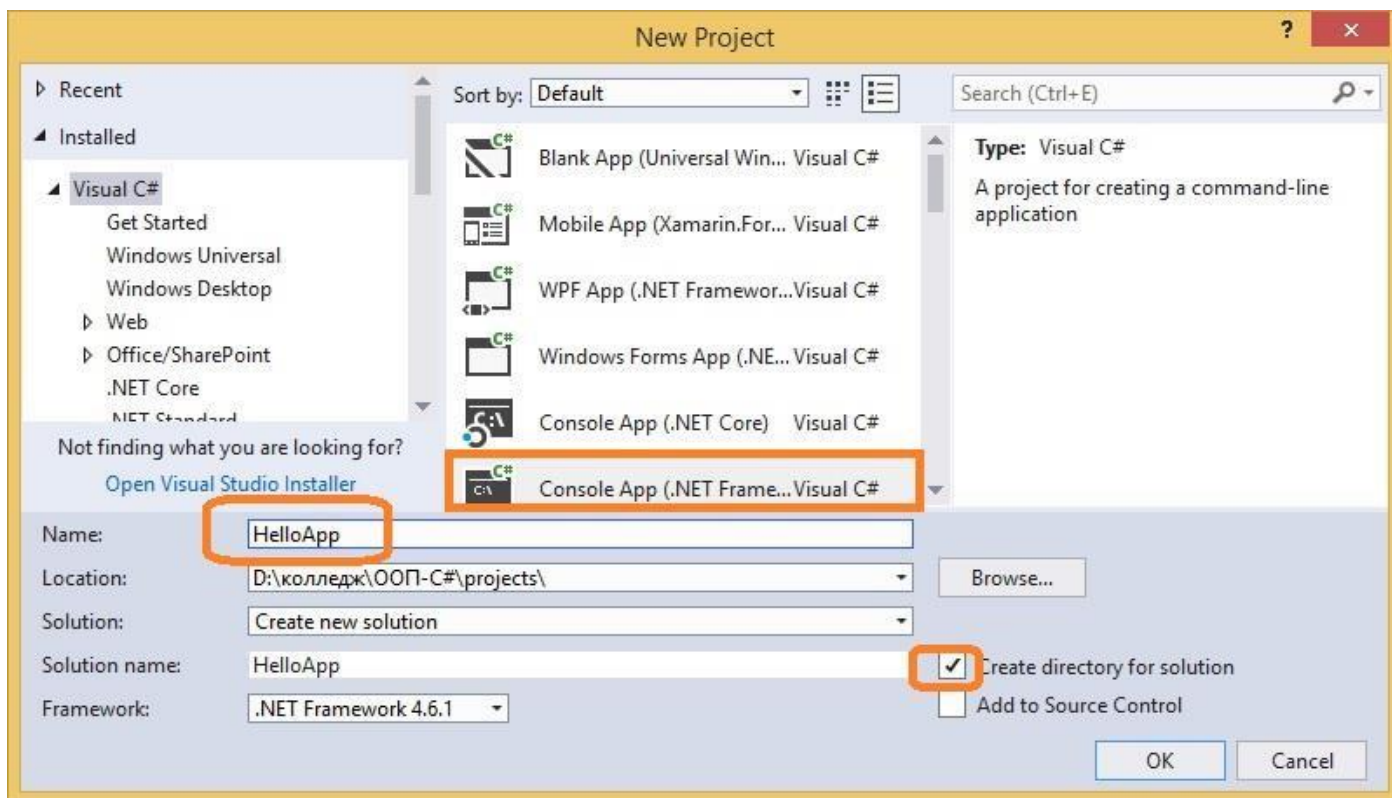 New Project
?
Recent
Installed
Visual C#
Get Started
Windows Universal
Windows Desktop
Web
Office/SharePoint
.NET Core
.NET Standard
Not finding what you are looking for?
Open Visual Studio Installer
Sort by: Default
C# Blank App (Universal Win... Visual C#
C# Mobile App (Xamarin.For... Visual C#
C# WPF App (.NET Framewor...Visual C#
C# Windows Forms App (.NE... Visual C#
C# C:\ Console App (.NET Core) Visual C#
C# C:\ Console App (.NET Frame...Visual C#
Search (Ctrl+E)
Type: Visual C#
A project for creating a command-line
application
Name: HelloApp
Location: D:\колледж\ООП-C#\projects\
Browse...
Solution: Create new solution
Solution name: HelloApp
Create directory for solution
Framework: .NET Framework 4.6.1
Add to Source Control
OK
Cancel